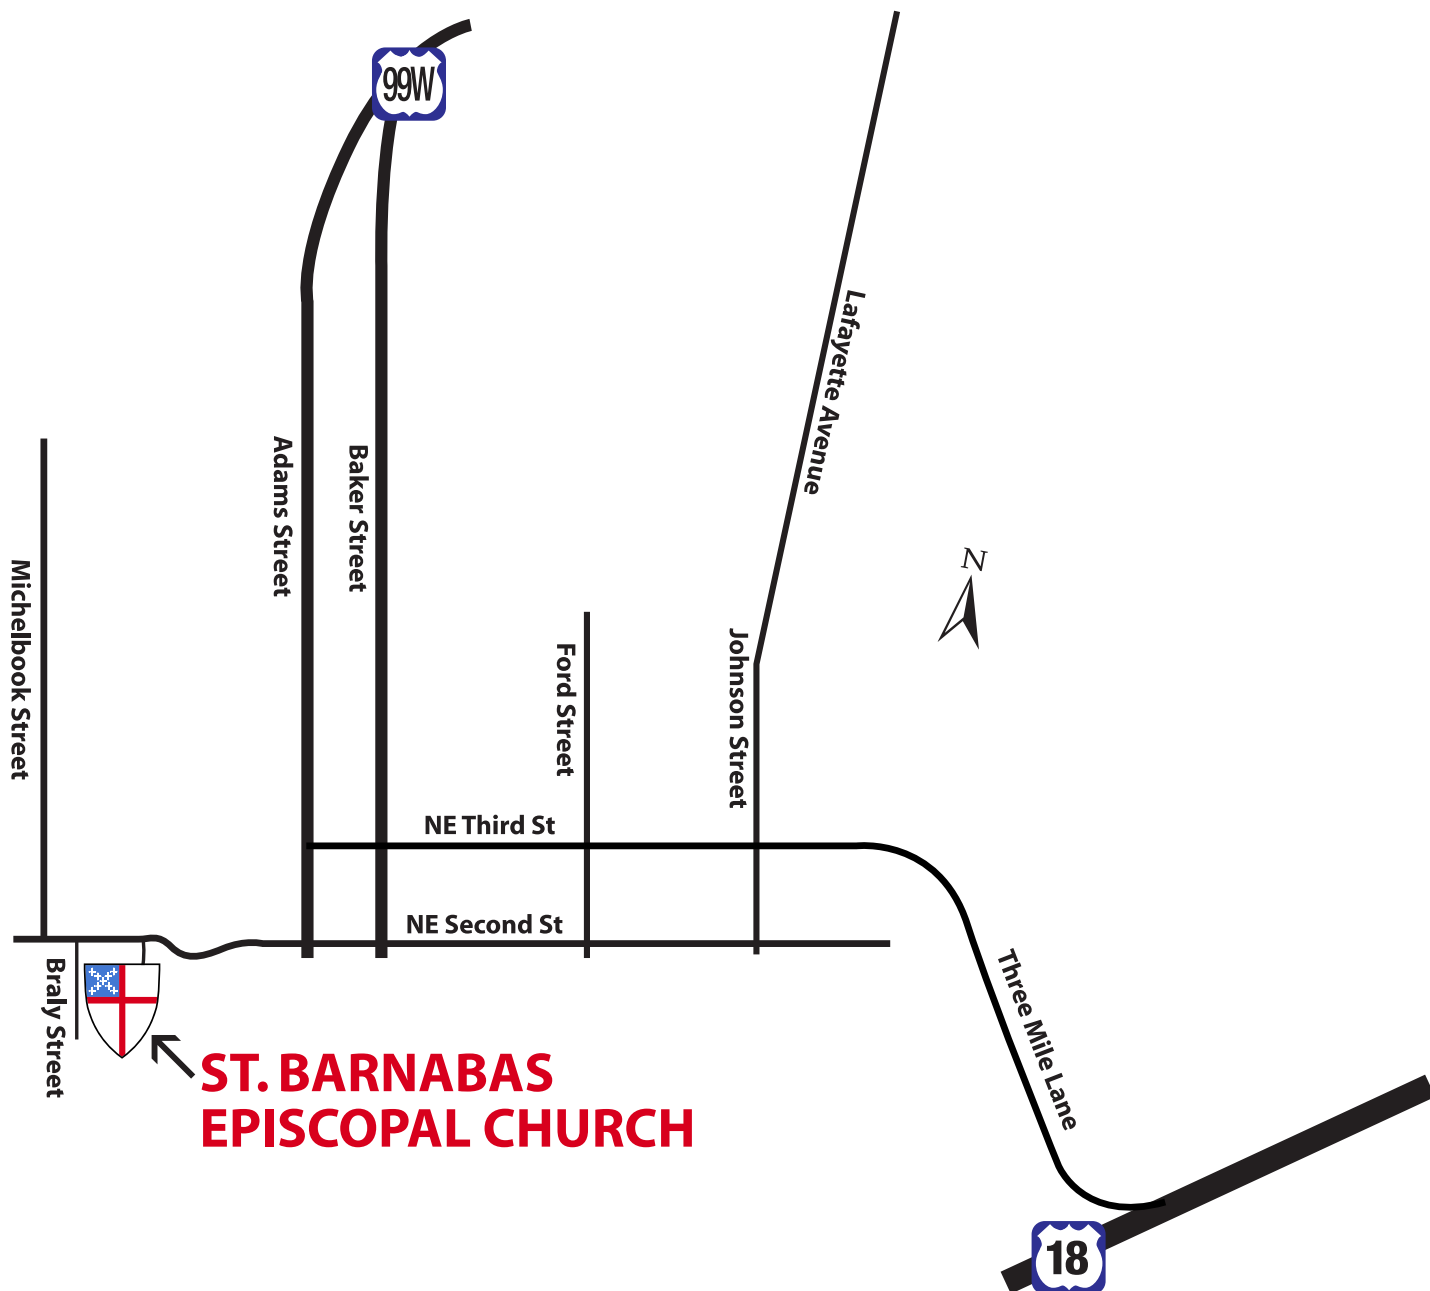 99W
Lafayette Avenue
Adams Street
Baker Street
N
Michelbook Street
Ford Street
Johnson Street
NE Third St
NE Second St
Braly Street
Three Mile Lane
ST. BARNABAS
EPISCOPAL CHURCH
18